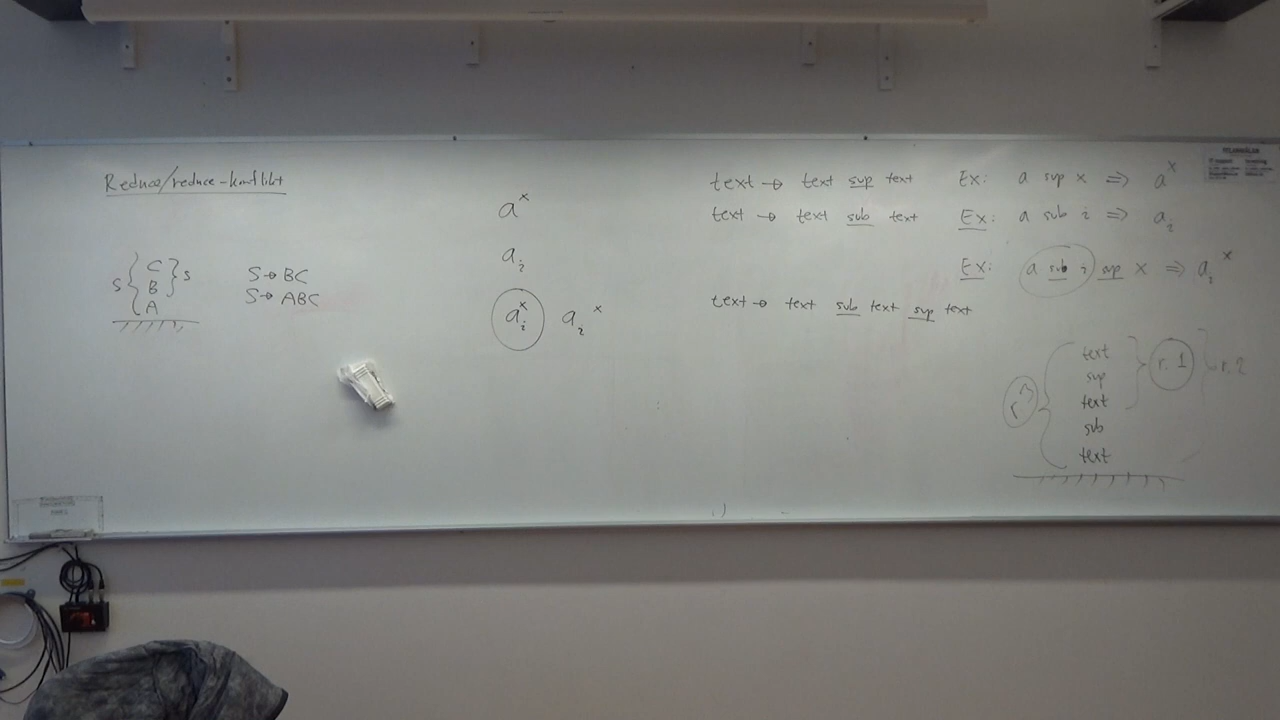 Reduce/reduce-konflikt
S { C } S
B
A
S → BC
S → ABC
a^x
a_i
a_i^x a_i ^x
text → text sup text Ex: a sup x ⇒ a^x
text → text sub text Ex: a sub i ⇒ a_i
Ex: a sub i sup x ⇒ a_i ^x
text → text sub text sup text
text
sup
text
sub
text
r. 1
r. 2
r 3